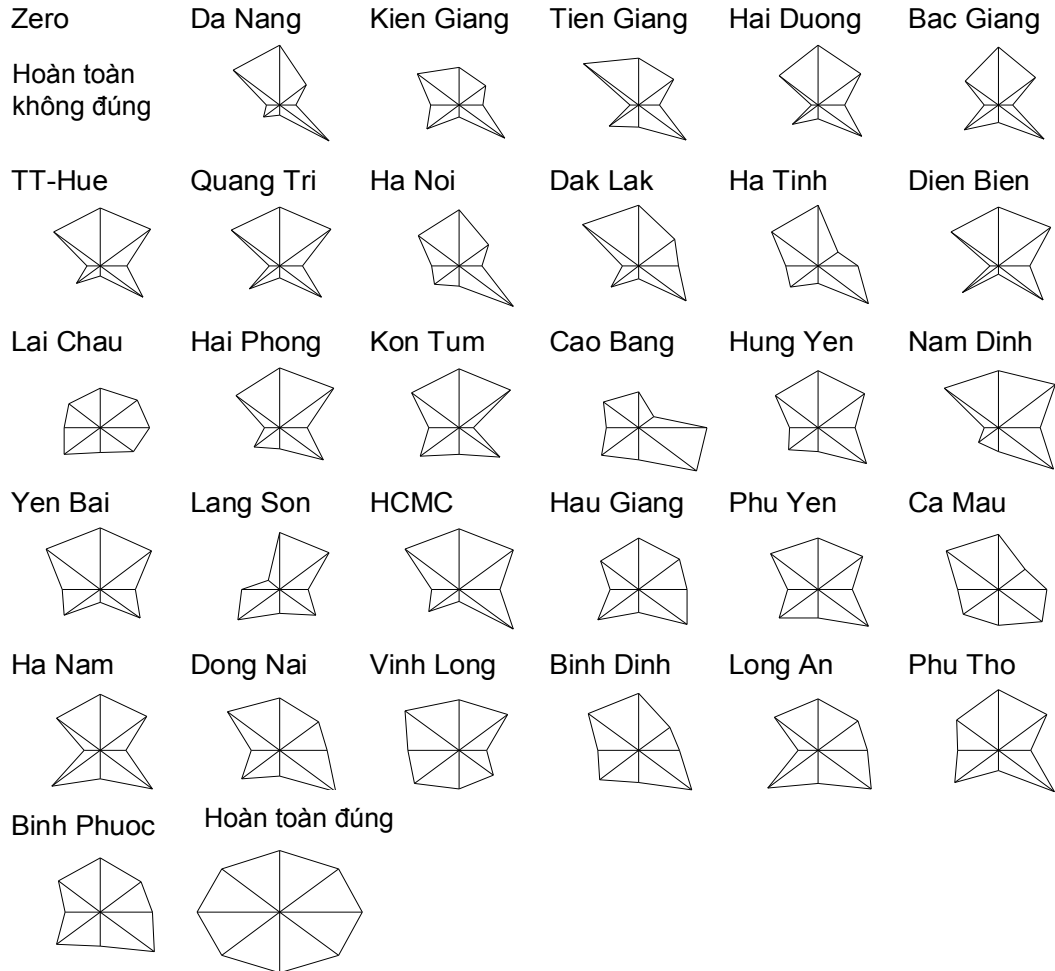 Zero Da Nang Kien Giang Tien Giang Hai Duong Bac Giang
Hoàn toàn
không đúng
TT-Hue Quang Tri Ha Noi Dak Lak Ha Tinh Dien Bien
Lai Chau Hai Phong Kon Tum Cao Bang Hung Yen Nam Dinh
Yen Bai Lang Son HCMC Hau Giang Phu Yen Ca Mau
Ha Nam Dong Nai Vinh Long Binh Dinh Long An Phu Tho
Binh Phuoc Hoàn toàn đúng